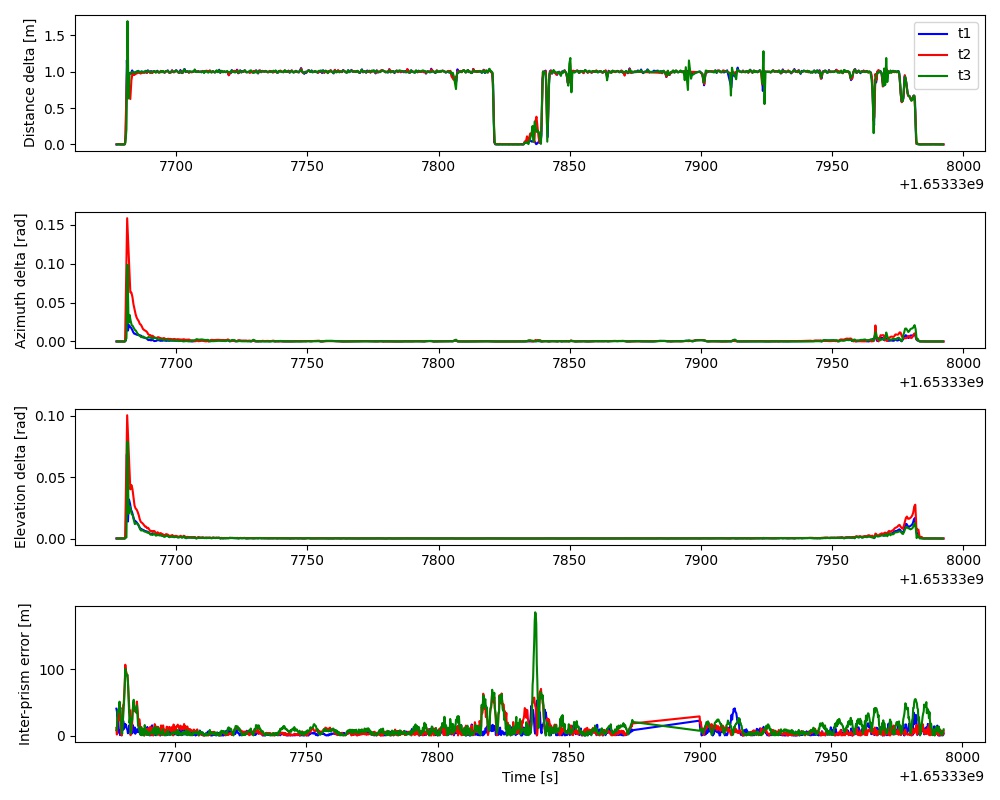 Distance delta [m]
1.5
1.0
0.5
0.0
t1
t2
t3
7700 7750 7800 7850 7900 7950 8000
+1.65333e9
Azimuth delta [rad]
0.15
0.10
0.05
0.00
7700 7750 7800 7850 7900 7950 8000
+1.65333e9
Elevation delta [rad]
0.10
0.05
0.00
7700 7750 7800 7850 7900 7950 8000
+1.65333e9
Inter-prism error [m]
100
0
7700 7750 7800 7850 7900 7950 8000
Time [s]
+1.65333e9